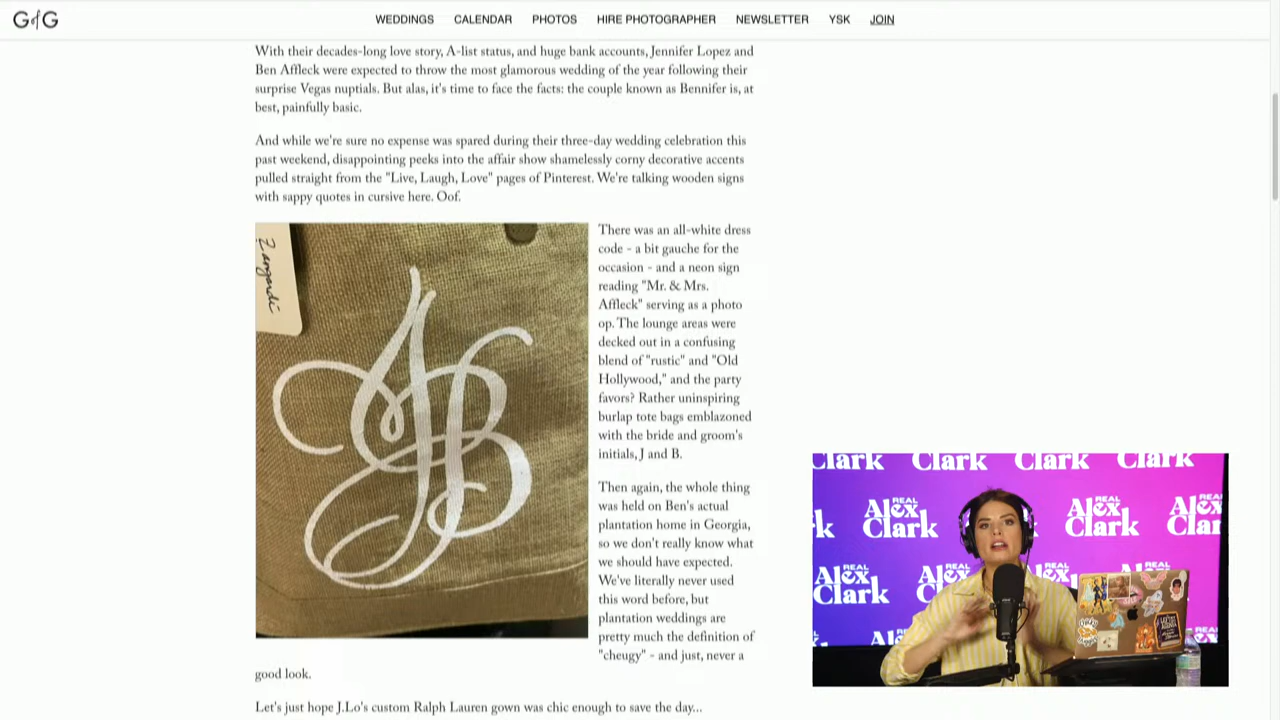 GofG
WEDDINGS CALENDAR PHOTOS HIRE PHOTOGRAPHER NEWSLETTER YSK JOIN
With their decades-long love story, A-list status, and huge bank accounts, Jennifer Lopez and
Ben Affleck were expected to throw the most glamorous wedding of the year following their
surprise Vegas nuptials. But alas, it's time to face the facts: the couple known as Bennifer is, at
best, painfully basic.
And while we're sure no expense was spared during their three-day wedding celebration this
past weekend, disappointing peeks into the affair show shamelessly corny decorative accents
pulled straight from the "Live, Laugh, Love" pages of Pinterest. We're talking wooden signs
with sappy quotes in cursive here. Oof.
There was an all-white dress
code - a bit gauche for the
occasion - and a neon sign
reading "Mr. & Mrs.
Affleck" serving as a photo
op. The lounge areas were
decked out in a confusing
blend of "rustic" and "Old
Hollywood," and the party
favors? Rather uninspiring
burlap tote bags emblazoned
with the bride and groom's
initials, J and B.
Then again, the whole thing
was held on Ben's actual
plantation home in Georgia,
so we don't really know what
we should have expected.
We've literally never used
this word before, but
plantation weddings are
pretty much the definition of
"cheugy" - and just, never a
good look.
Let's just hope J.Lo's custom Ralph Lauren gown was chic enough to save the day...
Clark Clark Clark Clark
REAL
Alex
Clark
REAL
Alex
Clark
REAL
Alex
Clark